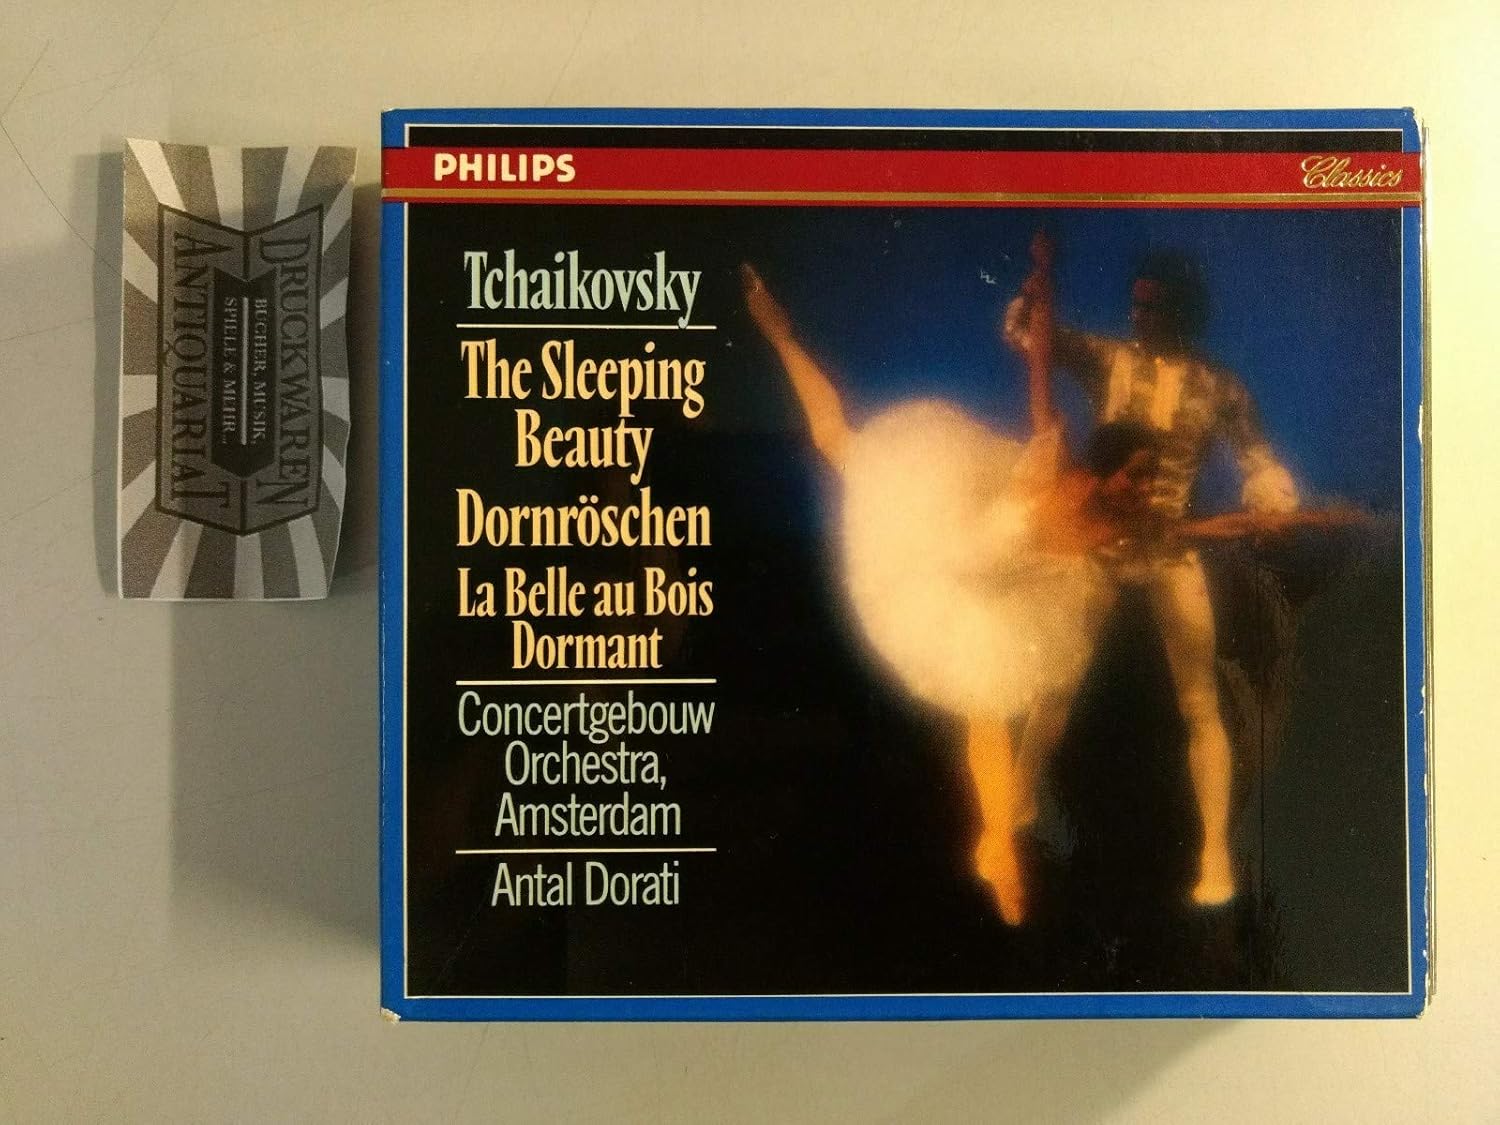 DRUCKWAREN
BÜCHER, MUSIK,
SPIELE & MEHR...
ANTIQUARIAT
PHILIPS
Classics
Tchaikovsky
The Sleeping
Beauty
Dornröschen
La Belle au Bois
Dormant
Concertgebouw
Orchestra,
Amsterdam
Antal Dorati